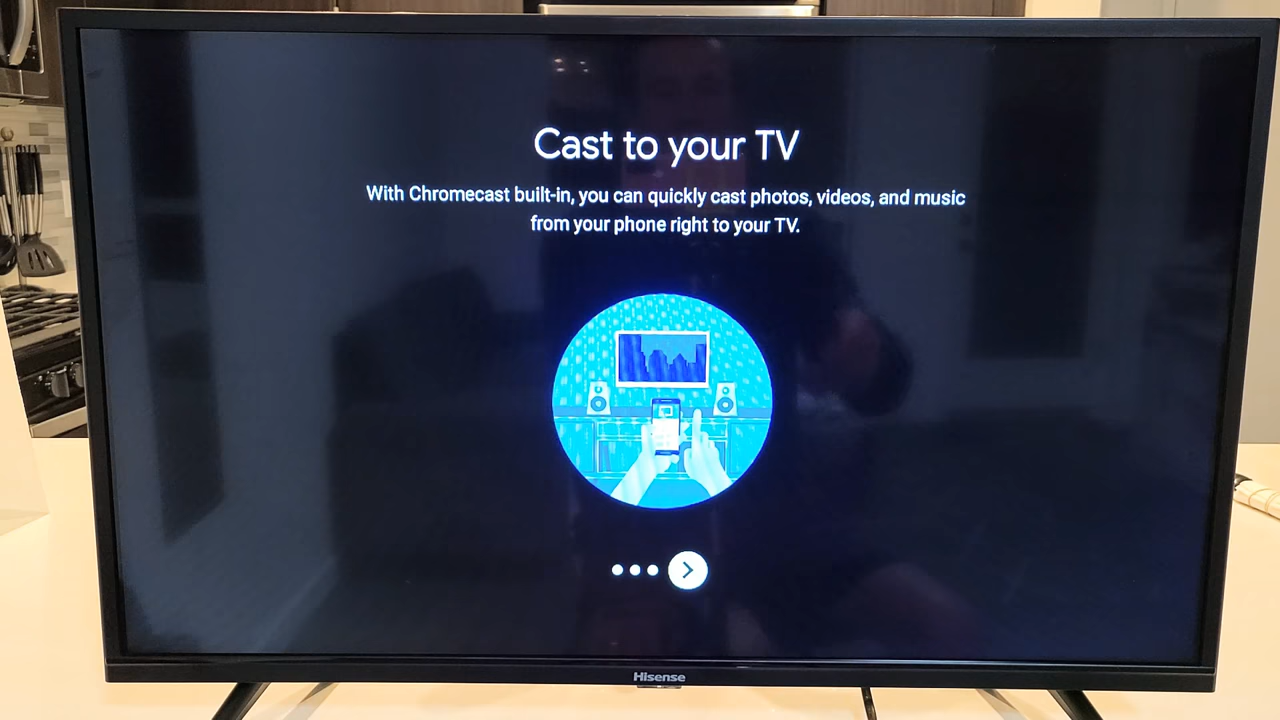 Cast to your TV
With Chromecast built-in, you can quickly cast photos, videos, and music
from your phone right to your TV.
Hisense